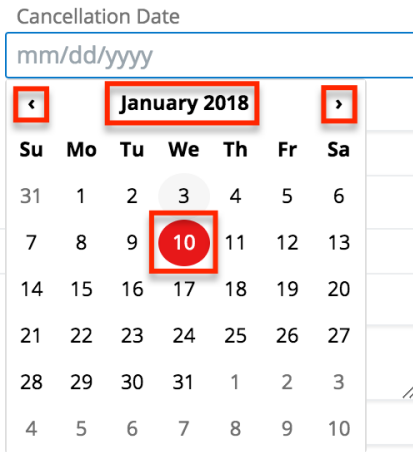 Cancellation Date
mm/dd/yyyy
‹ January 2018 ›
Su Mo Tu We Th Fr Sa
31 1 2 3 4 5 6
7 8 9 10 11 12 13
14 15 16 17 18 19 20
21 22 23 24 25 26 27
28 29 30 31 1 2 3
4 5 6 7 8 9 10